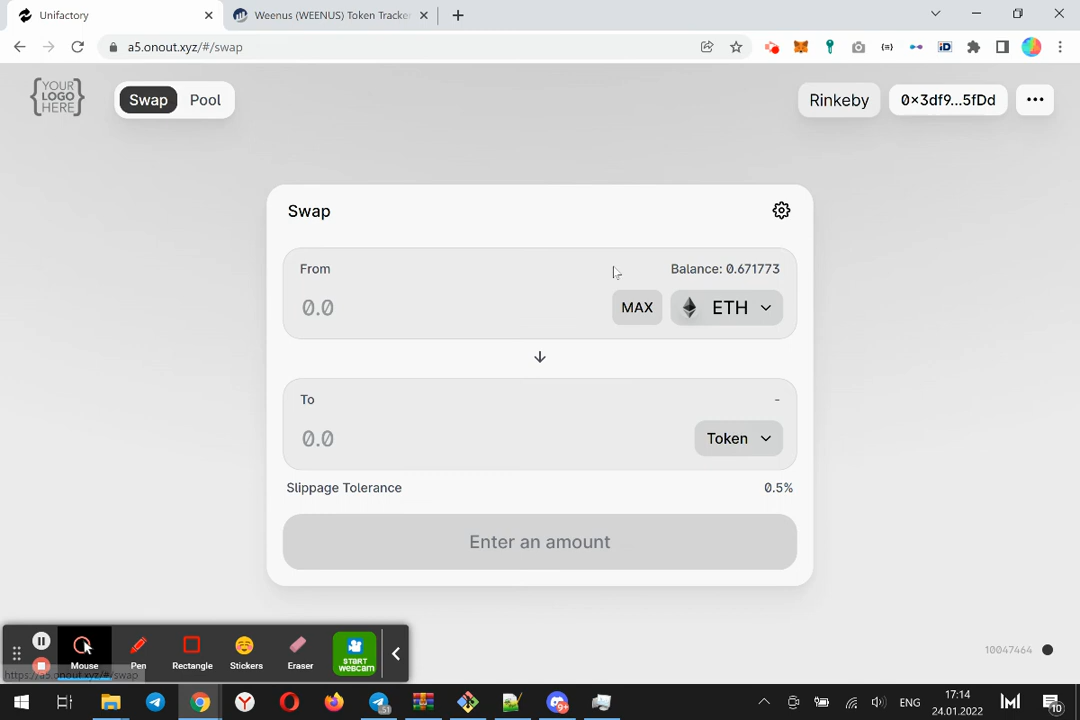 Unifactory
Weenus (WEENUS) Token Tracker
a5.onout.xyz/#/swap
{YOUR
LOGO
HERE}
Swap
Pool
Rinkeby
0x3df9...5fDd
Swap
From
Balance: 0.671773
0.0
MAX
ETH
To
-
0.0
Token
Slippage Tolerance
0.5%
Enter an amount
Mouse
Pen
Rectangle
Stickers
Eraser
START
WEBCAM
https://a5.onout.xyz/#/swap
10047464
ENG
17:14
24.01.2022
10